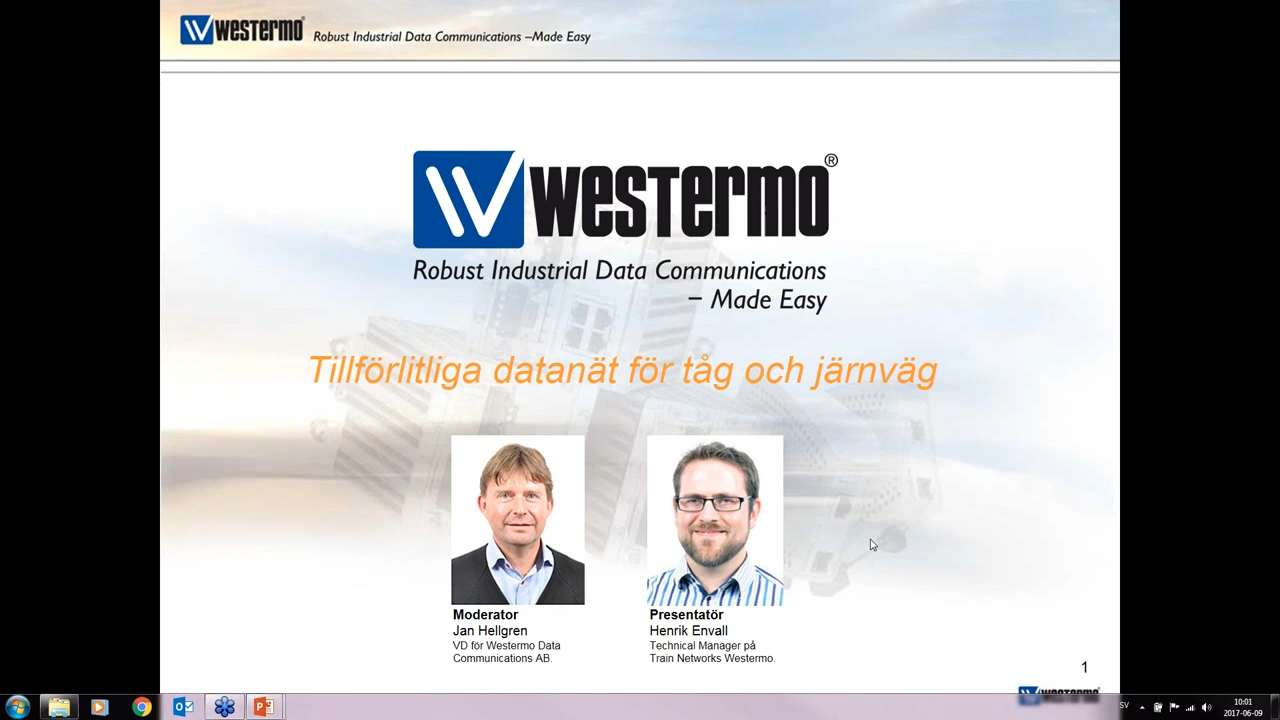 westermo
Robust Industrial Data Communications –Made Easy
westermo®
Robust Industrial Data Communications
– Made Easy
Tillförlitliga datanät för tåg och järnväg
Moderator
Jan Hellgren
VD för Westermo Data
Communications AB.
Presentatör
Henrik Envall
Technical Manager på
Train Networks Westermo.
1
westermo
SV
10:01
2017-06-09